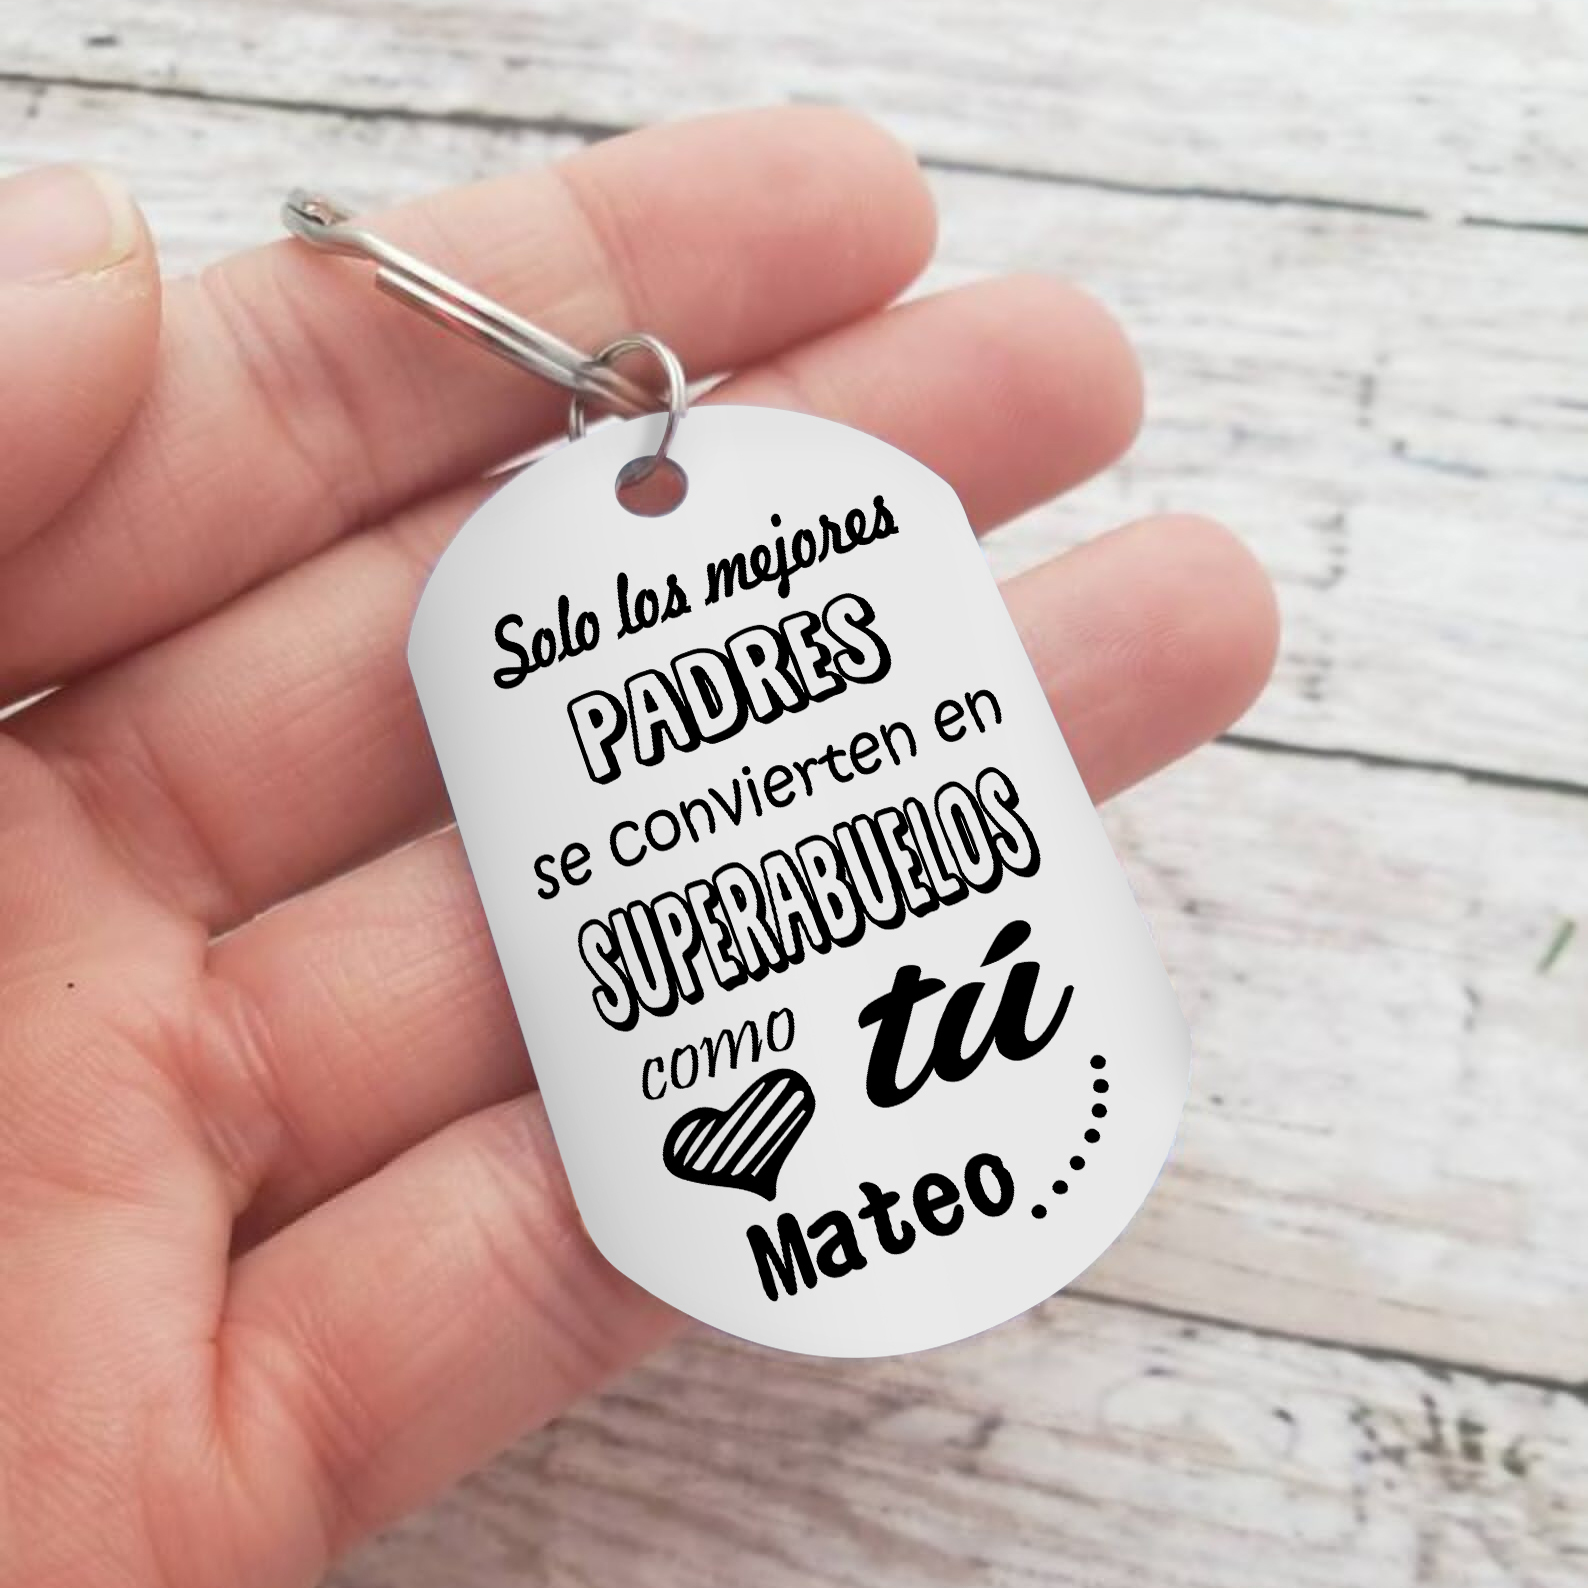 Solo los mejores
PADRES
se convierten en
SUPERABUELOS
como tú
Mateo.......